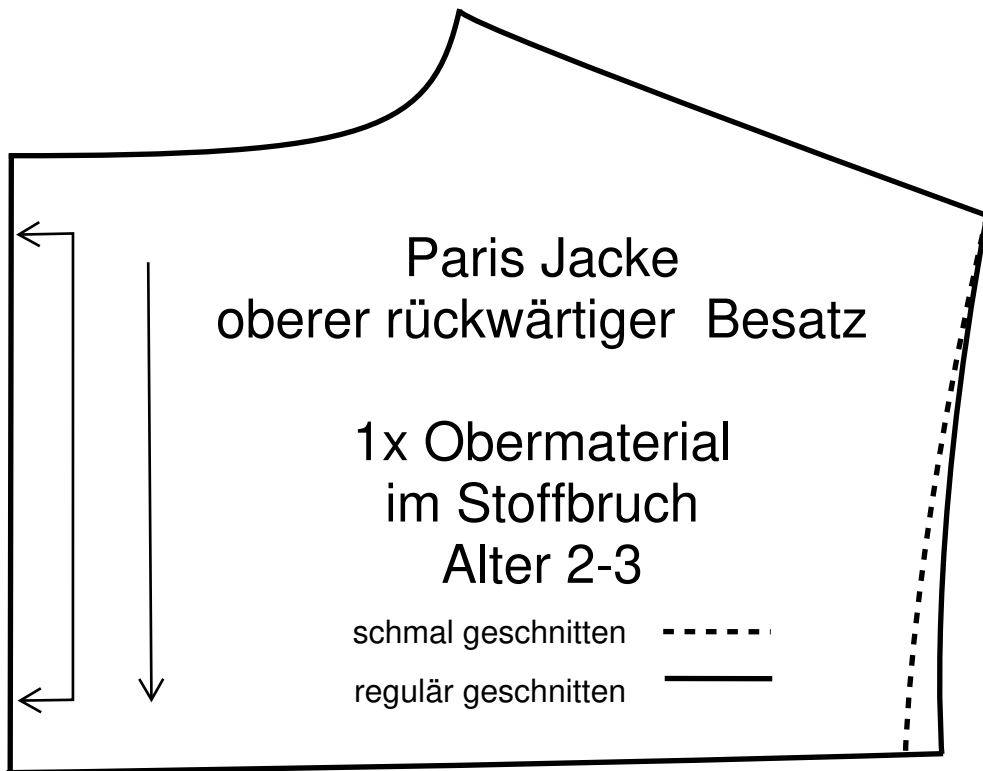 Paris Jacke
oberer rückwärtiger Besatz
1x Obermaterial
im Stoffbruch
Alter 2-3
schmal geschnitten
regulär geschnitten